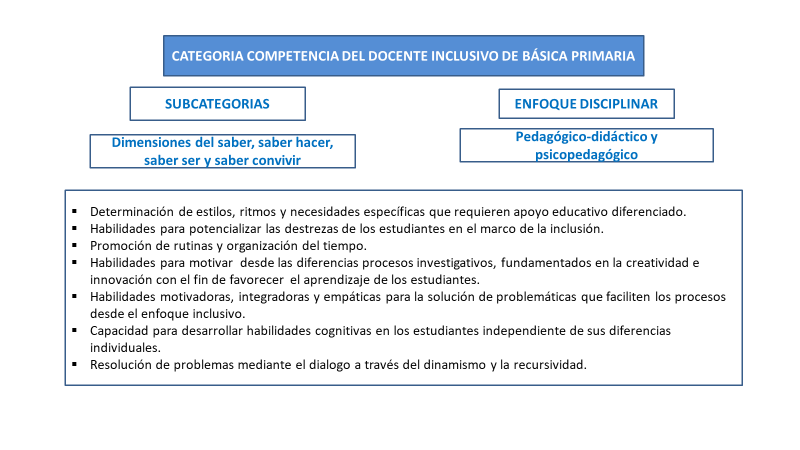 CATEGORIA COMPETENCIA DEL DOCENTE INCLUSIVO DE BÁSICA PRIMARIA
SUBCATEGORIAS
ENFOQUE DISCIPLINAR
Dimensiones del saber, saber hacer,
saber ser y saber convivir
Pedagógico-didáctico y
psicopedagógico
▪ Determinación de estilos, ritmos y necesidades específicas que requieren apoyo educativo diferenciado.
▪ Habilidades para potencializar las destrezas de los estudiantes en el marco de la inclusión.
▪ Promoción de rutinas y organización del tiempo.
▪ Habilidades para motivar desde las diferencias procesos investigativos, fundamentados en la creatividad e
innovación con el fin de favorecer el aprendizaje de los estudiantes.
▪ Habilidades motivadoras, integradoras y empáticas para la solución de problemáticas que faciliten los procesos
desde el enfoque inclusivo.
▪ Capacidad para desarrollar habilidades cognitivas en los estudiantes independiente de sus diferencias
individuales.
▪ Resolución de problemas mediante el dialogo a través del dinamismo y la recursividad.